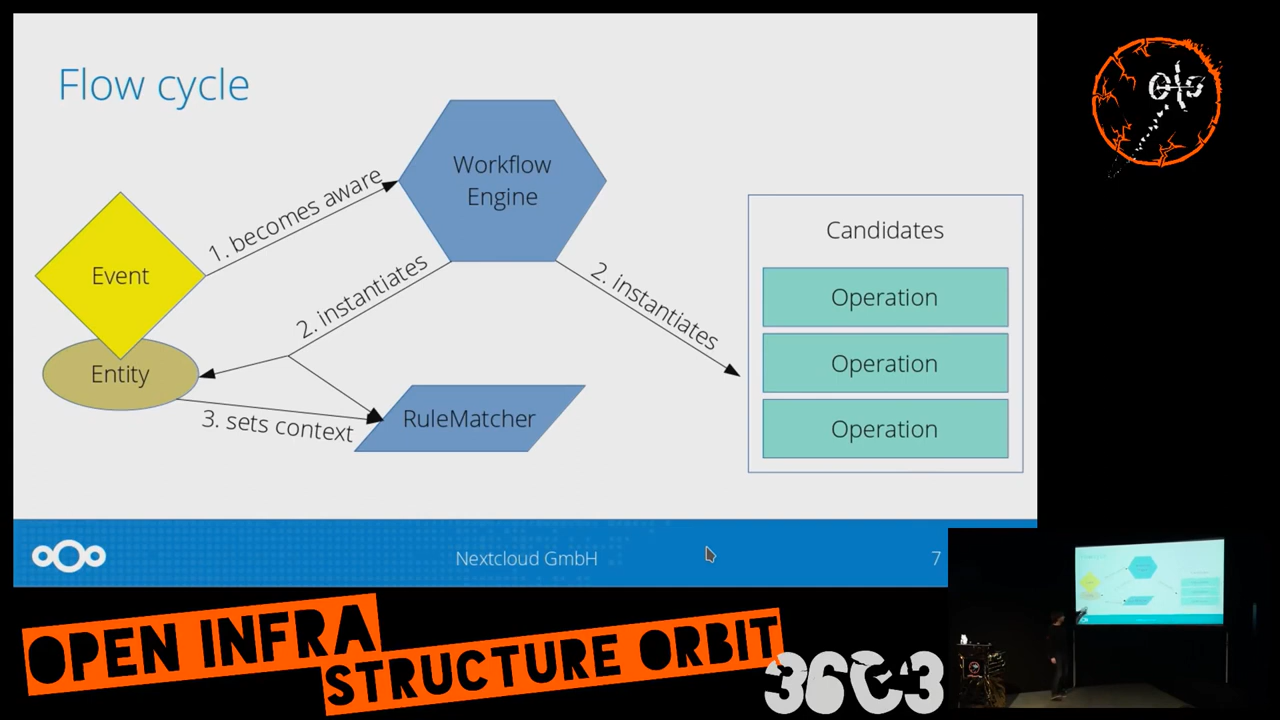 Flow cycle
Workflow
Engine
1. becomes aware
Event
2. instantiates
2. instantiates
Entity
3. sets context
RuleMatcher
Candidates
Operation
Operation
Operation
Nextcloud GmbH
7
OPEN INFRA
STRUCTURE ORBIT
36C3